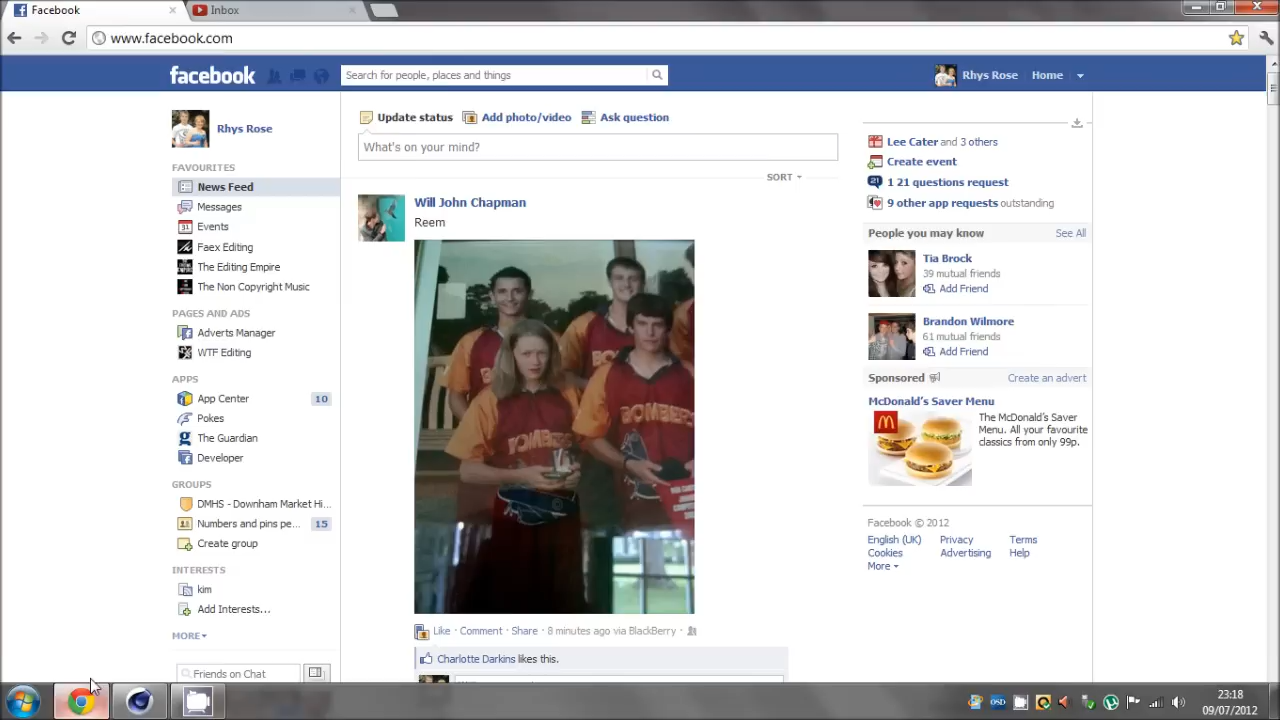 Facebook
Inbox
www.facebook.com
facebook
Search for people, places and things
Rhys Rose
Home
Rhys Rose
FAVOURITES
News Feed
Messages
Events
Faex Editing
The Editing Empire
The Non Copyright Music
PAGES AND ADS
Adverts Manager
WTF Editing
APPS
App Center 10
Pokes
The Guardian
Developer
GROUPS
DMHS - Downham Market Hi...
Numbers and pins pe... 15
Create group
INTERESTS
kim
Add Interests...
MORE
Friends on Chat
Update status Add photo/video Ask question
What's on your mind?
SORT
Will John Chapman
Reem
Like · Comment · Share · 8 minutes ago via BlackBerry ·
Charlotte Darkins likes this.
Lee Cater and 3 others
Create event
1 21 questions request
9 other app requests outstanding
People you may know See All
Tia Brock
39 mutual friends
Add Friend
Brandon Wilmore
61 mutual friends
Add Friend
Sponsored Create an advert
McDonald's Saver Menu
The McDonald's Saver
Menu. All your favourite
classics from only 99p.
Facebook © 2012
English (UK) Privacy Terms
Cookies Advertising Help
More
23:18
09/07/2012